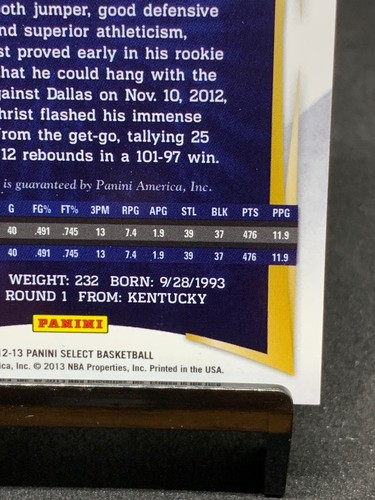 oth jumper, good defensive
nd superior athleticism,
st proved early in his rookie
hat he could hang with the
gainst Dallas on Nov. 10, 2012,
hrist flashed his immense
from the get-go, tallying 25
12 rebounds in a 101-97 win.
is guaranteed by Panini America, Inc.
G FG% FT% 3PM RPG APG STL BLK PTS PPG
40 .491 .745 13 7.4 1.9 39 37 476 11.9
40 .491 .745 13 7.4 1.9 39 37 476 11.9
WEIGHT: 232 BORN: 9/28/1993
ROUND 1 FROM: KENTUCKY
PANINI
12-13 PANINI SELECT BASKETBALL
ica, Inc. © 2013 NBA Properties, Inc. Printed in the USA.